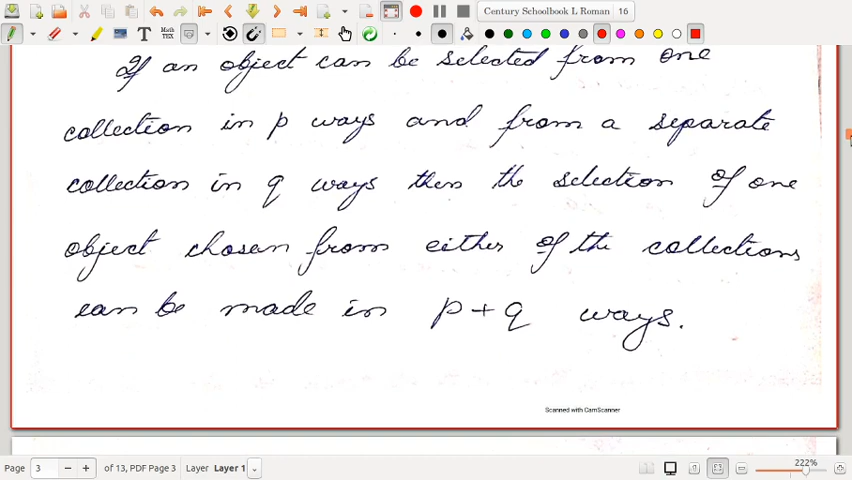 Century Schoolbook L Roman 16
T Math TEX
If an object can be selected from one
collection in p ways and from a separate
collection in q ways then the selection of one
object chosen from either of the collections
can be made in p+q ways.
Scanned with CamScanner
Page 3 of 13, PDF Page 3 Layer Layer 1 222%